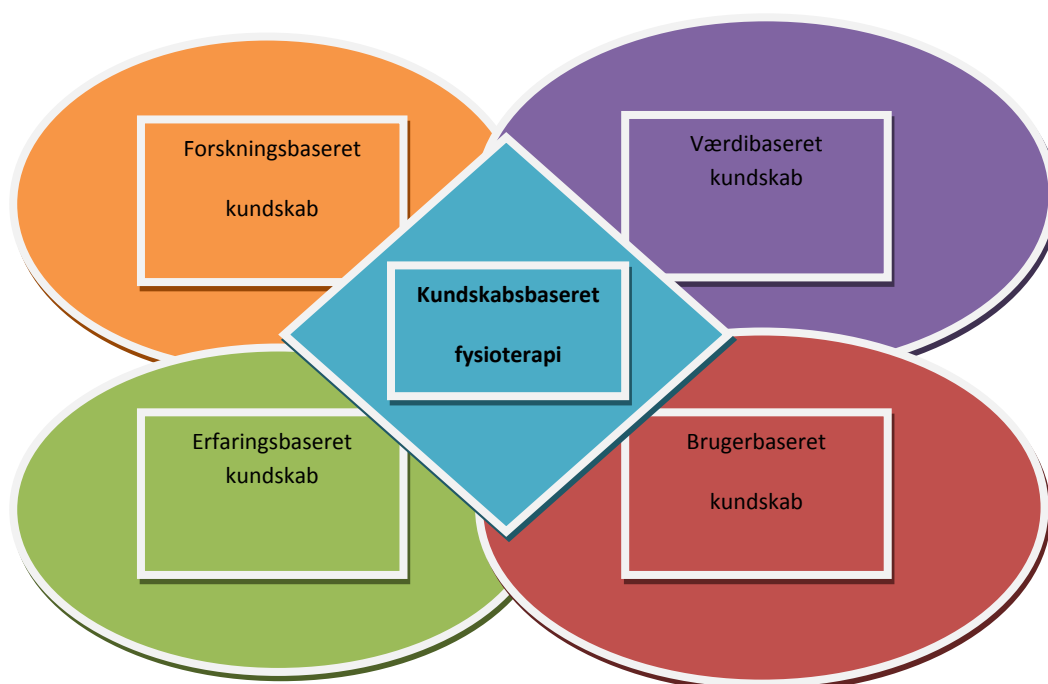 Forskningsbaseret
kundskab
Værdibaseret
kundskab
Kundskabsbaseret
fysioterapi
Erfaringsbaseret
kundskab
Brugerbaseret
kundskab